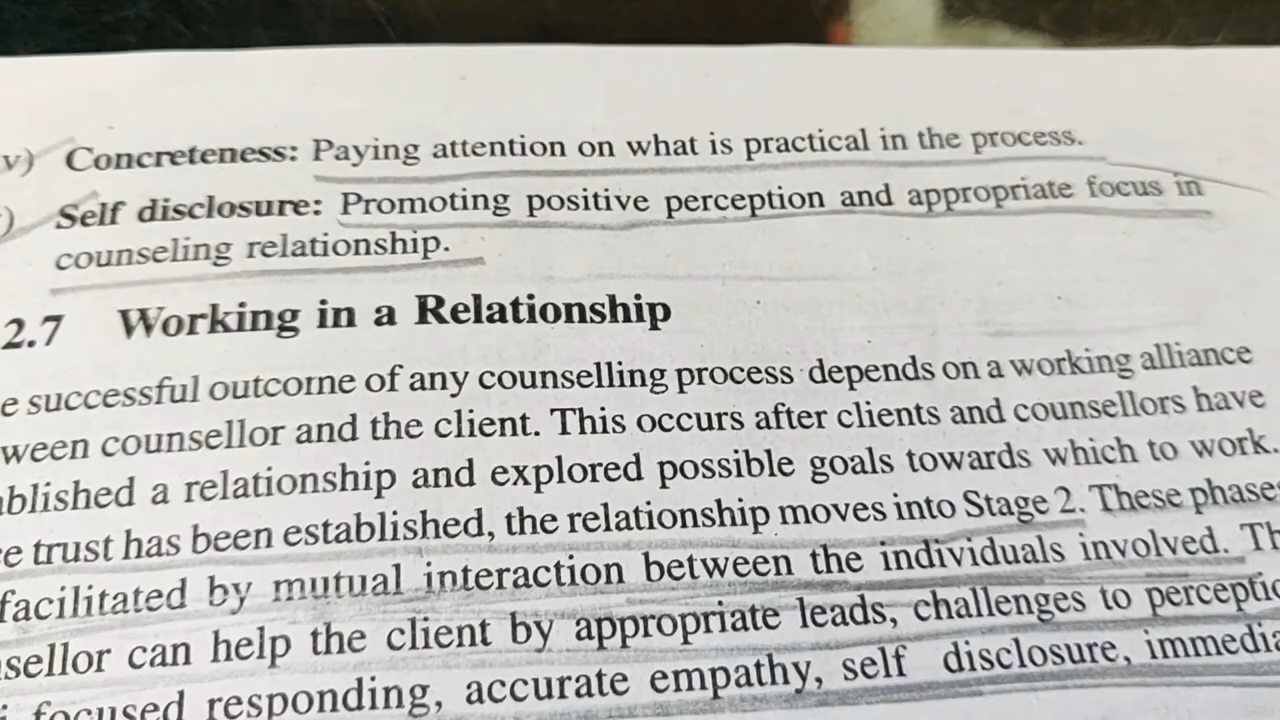 v) Concreteness: Paying attention on what is practical in the process.
) Self disclosure: Promoting positive perception and appropriate focus in
counseling relationship.
2.7 Working in a Relationship
e successful outcome of any counselling process depends on a working alliance
ween counsellor and the client. This occurs after clients and counsellors have
blished a relationship and explored possible goals towards which to work.
e trust has been established, the relationship moves into Stage 2. These phases
facilitated by mutual interaction between the individuals involved. Th
sellor can help the client by appropriate leads, challenges to perceptio
focused responding, accurate empathy, self disclosure, immedia